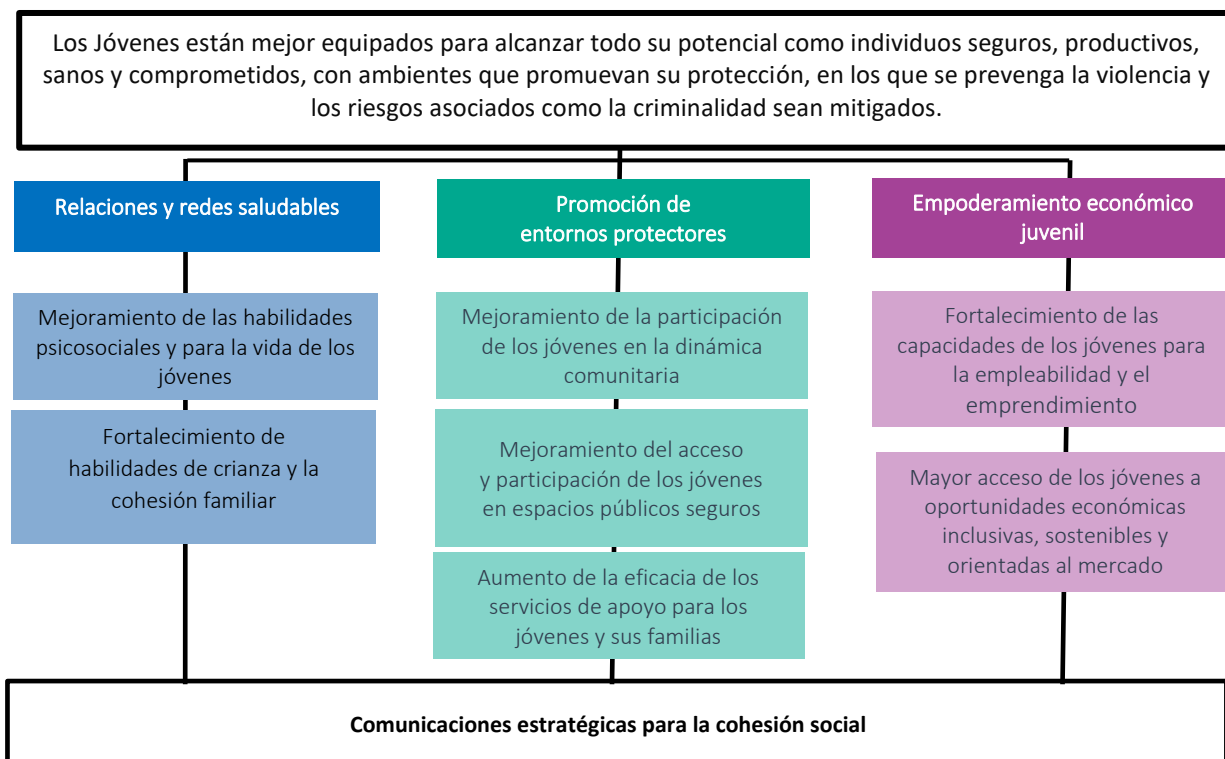 Los Jóvenes están mejor equipados para alcanzar todo su potencial como individuos seguros, productivos,
sanos y comprometidos, con ambientes que promuevan su protección, en los que se prevenga la violencia y
los riesgos asociados como la criminalidad sean mitigados.
Relaciones y redes saludables
Mejoramiento de las habilidades
psicosociales y para la vida de los
jóvenes
Fortalecimiento de
habilidades de crianza y la
cohesión familiar
Promoción de
entornos protectores
Mejoramiento de la participación
de los jóvenes en la dinámica
comunitaria
Mejoramiento del acceso
y participación de los jóvenes
en espacios públicos seguros
Aumento de la eficacia de los
servicios de apoyo para los
jóvenes y sus familias
Empoderamiento económico
juvenil
Fortalecimiento de las
capacidades de los jóvenes para
la empleabilidad y el
emprendimiento
Mayor acceso de los jóvenes a
oportunidades económicas
inclusivas, sostenibles y
orientadas al mercado
Comunicaciones estratégicas para la cohesión social